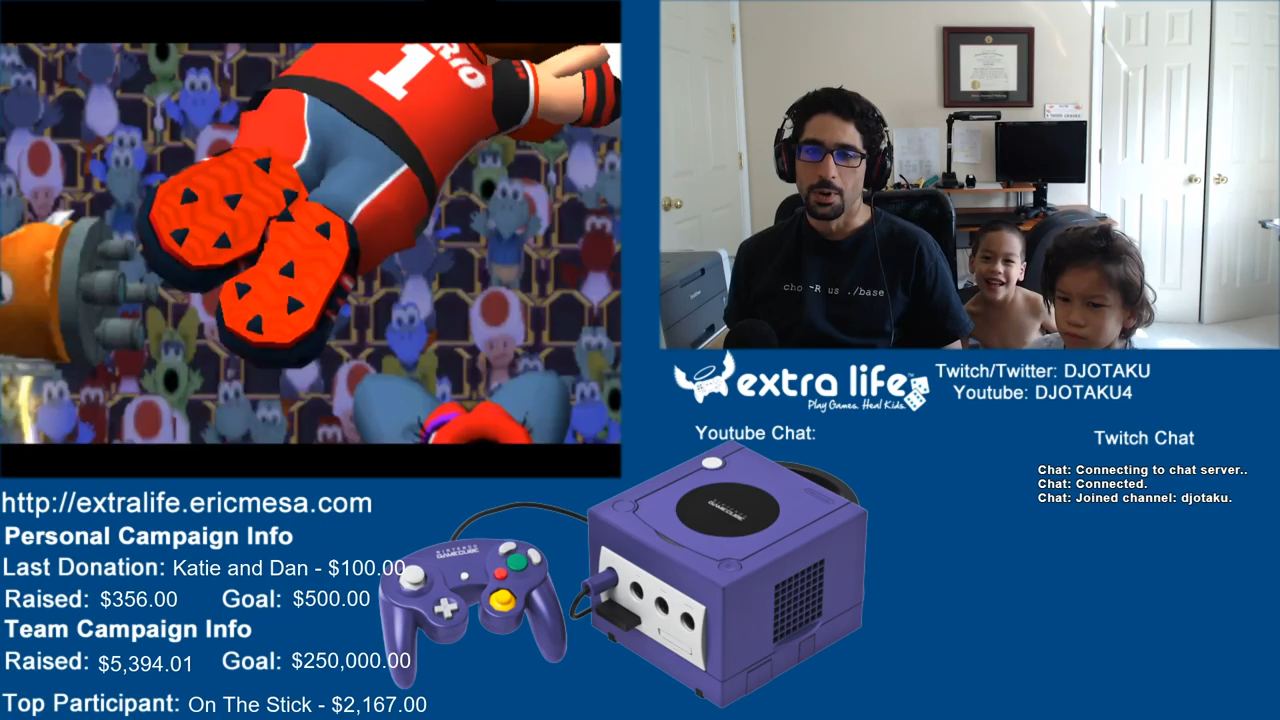 RIO
1
cho -R us ./base
extra life
Play Games. Heal Kids.
Twitch/Twitter: DJOTAKU
Youtube: DJOTAKU4
Youtube Chat:
Twitch Chat
Chat: Connecting to chat server..
Chat: Connected.
Chat: Joined channel: djotaku.
http://extralife.ericmesa.com
Personal Campaign Info
Last Donation: Katie and Dan - $100.00
Raised: $356.00 Goal: $500.00
Team Campaign Info
Raised: $5,394.01 Goal: $250,000.00
Top Participant: On The Stick - $2,167.00
NINTENDO
GAMECUBE
GAMECUBE